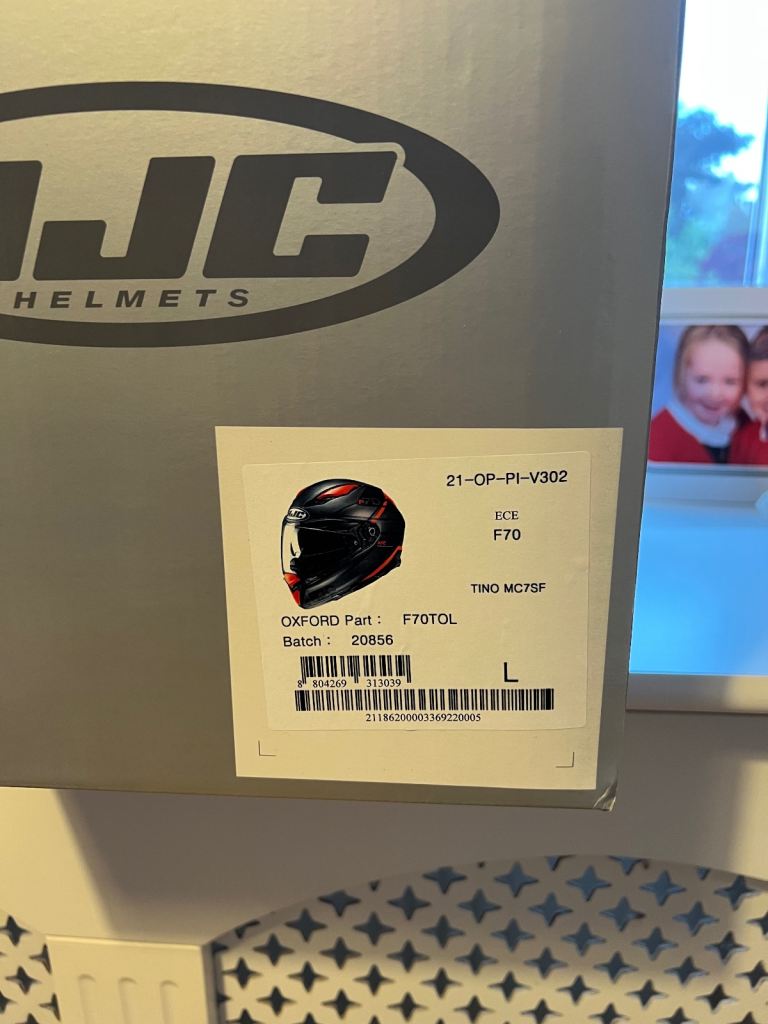 HJC
HELMETS
21-OP-PI-V302
HJC
ECE
F70
TINO MC7SF
OXFORD Part : F70TOL
Batch : 20856
8 804269 313039
L
21186200003369220005